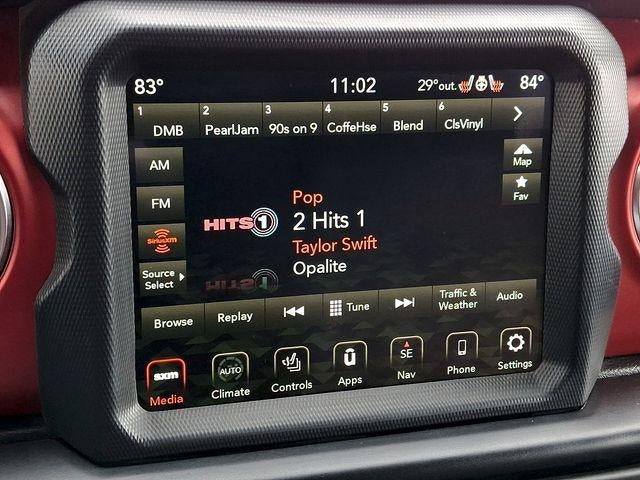 83° 11:02 29°out. 84°
1 DMB 2 PearlJam 3 90s on 9 4 CoffeHse 5 Blend 6 ClsVinyl
AM
Map
FM
Fav
Pop
HITS 1
2 Hits 1
SiriusXM
Taylor Swift
Source
Select
Opalite
Browse Replay Tune Traffic &
Weather Audio
sxm
Media
AUTO
Climate
Controls
ū
Apps
SE
Nav
Phone
Settings